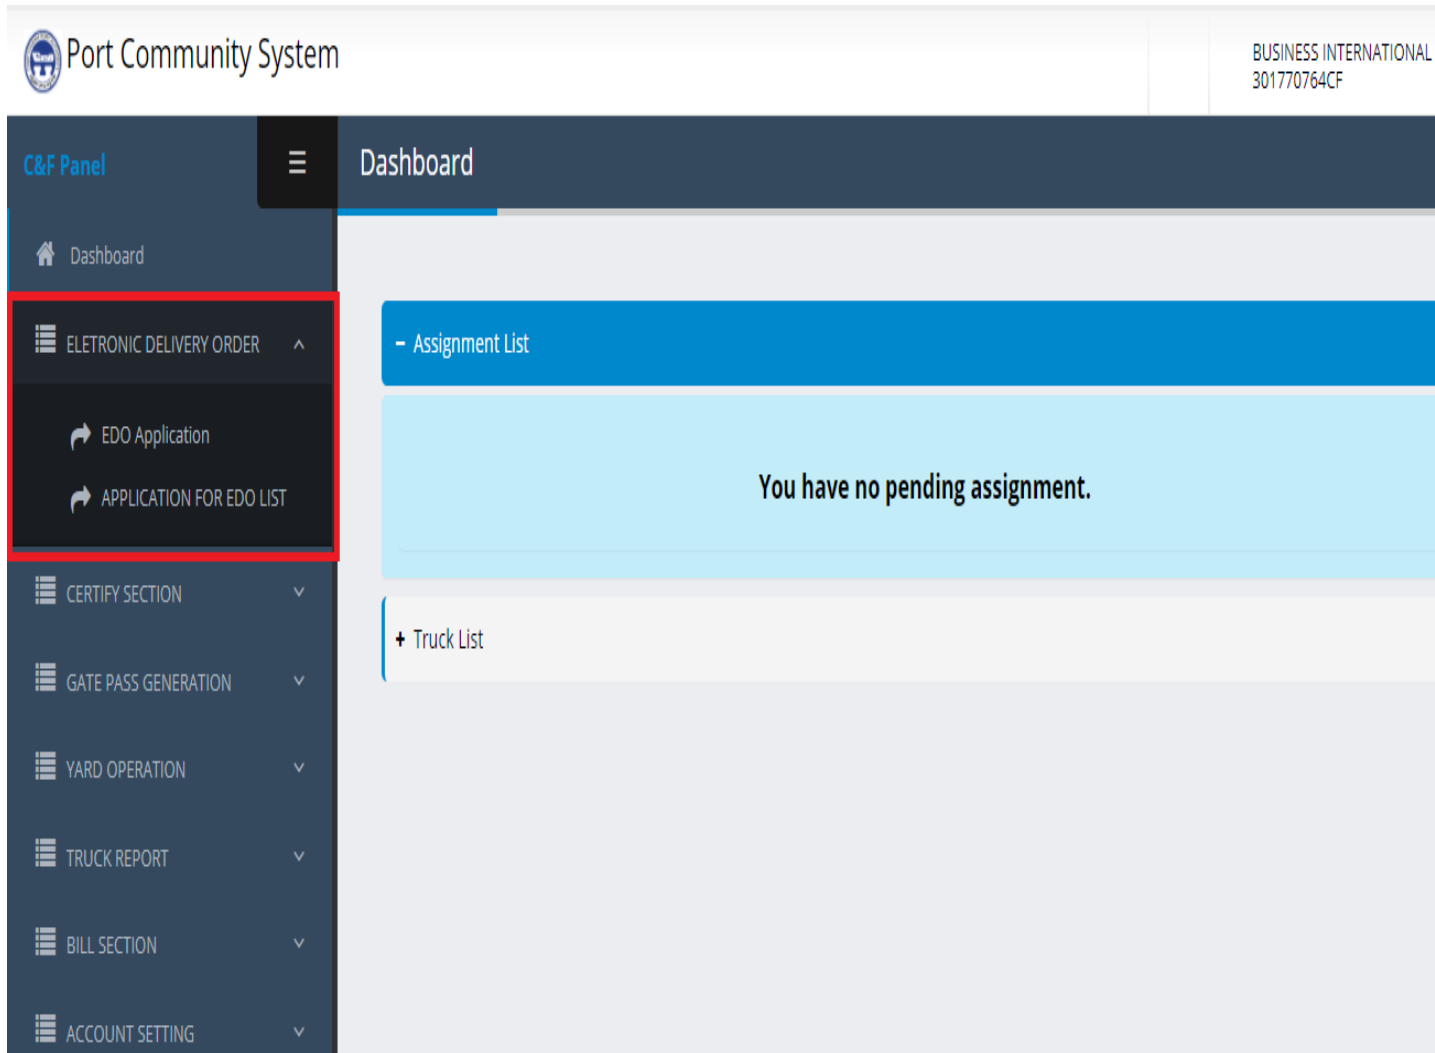 Port Community System
BUSINESS INTERNATIONAL
301770764CF
C&F Panel
Dashboard
Dashboard
ELETRONIC DELIVERY ORDER
EDO Application
APPLICATION FOR EDO LIST
CERTIFY SECTION
GATE PASS GENERATION
YARD OPERATION
TRUCK REPORT
BILL SECTION
ACCOUNT SETTING
– Assignment List
You have no pending assignment.
+ Truck List